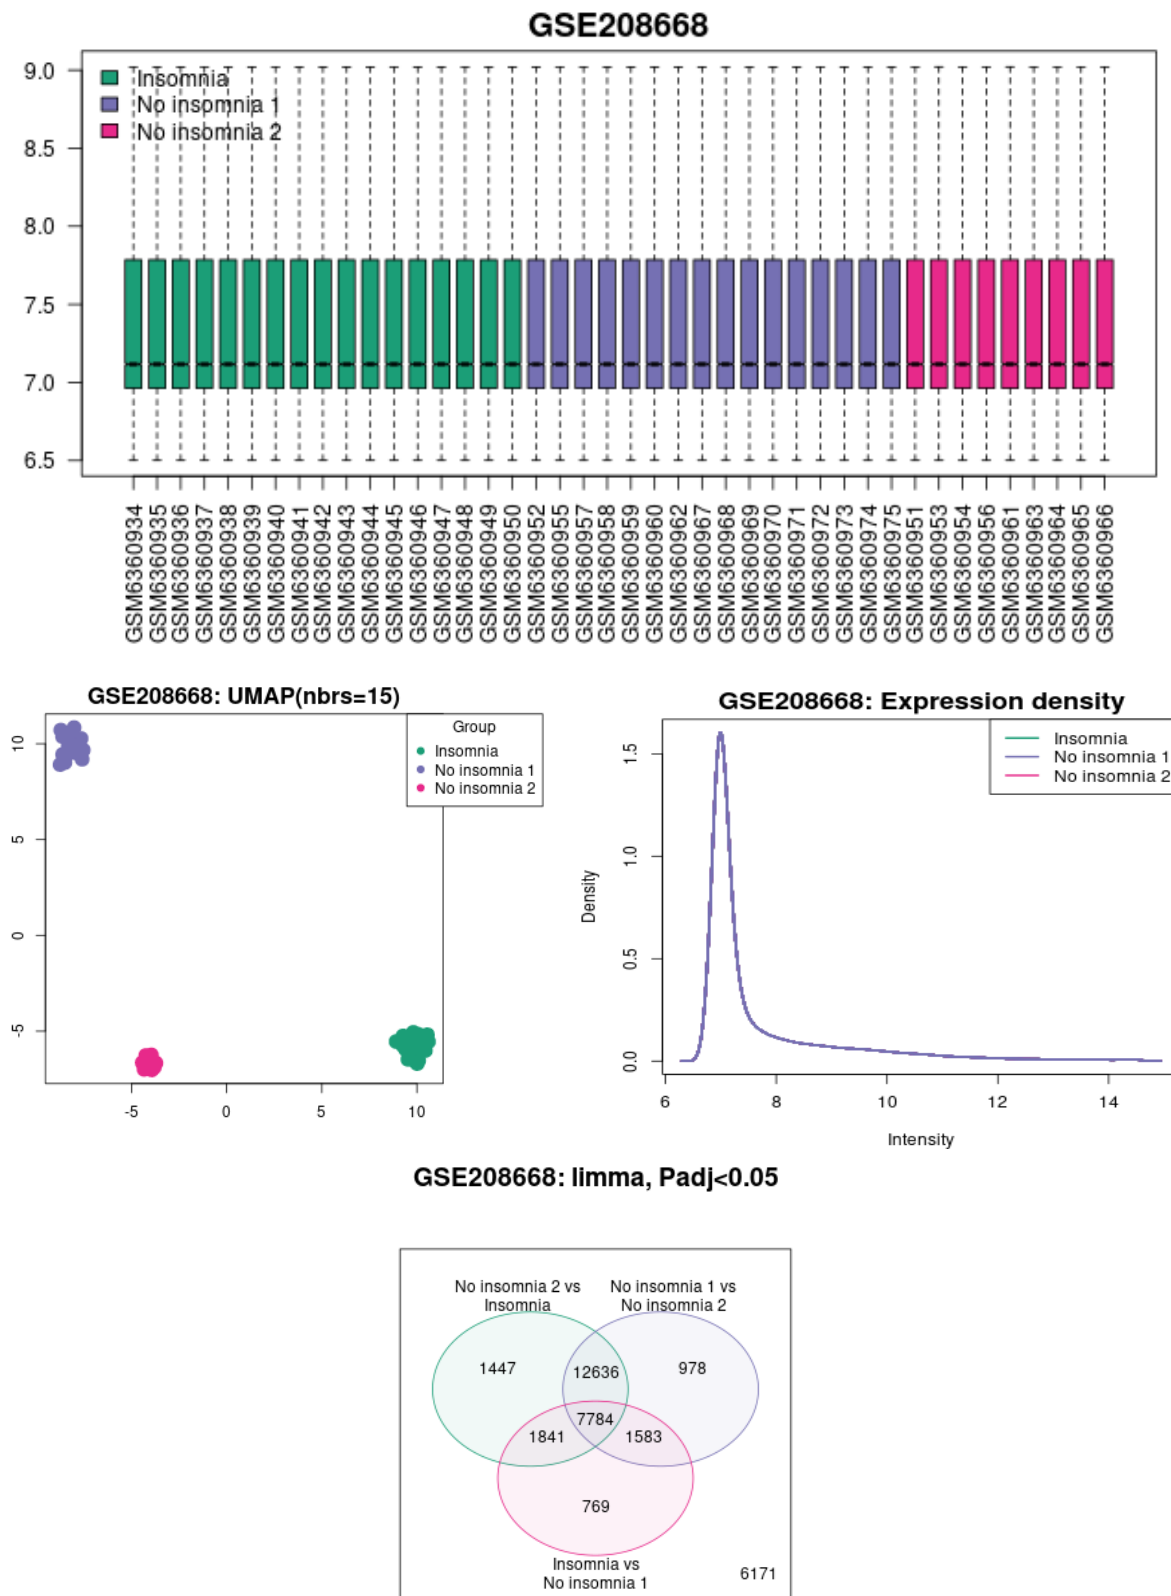 GSE208668
9.0
8.5
8.0
7.5
7.0
6.5
Insomnia
No insomnia 1
No insomnia 2
GSM6360934
GSM6360935
GSM6360936
GSM6360937
GSM6360938
GSM6360939
GSM6360940
GSM6360941
GSM6360942
GSM6360943
GSM6360944
GSM6360945
GSM6360946
GSM6360947
GSM6360948
GSM6360949
GSM6360950
GSM6360952
GSM6360955
GSM6360957
GSM6360958
GSM6360959
GSM6360960
GSM6360962
GSM6360967
GSM6360968
GSM6360969
GSM6360970
GSM6360971
GSM6360972
GSM6360973
GSM6360974
GSM6360975
GSM6360951
GSM6360953
GSM6360954
GSM6360956
GSM6360961
GSM6360963
GSM6360964
GSM6360965
GSM6360966
GSE208668: UMAP(nbrs=15)
Group
Insomnia
No insomnia 1
No insomnia 2
10
5
0
-5
-5 0 5 10
GSE208668: Expression density
Insomnia
No insomnia 1
No insomnia 2
Density
1.5
1.0
0.5
0.0
6 8 10 12 14
Intensity
GSE208668: limma, Padj<0.05
No insomnia 2 vs
Insomnia
No insomnia 1 vs
No insomnia 2
1447
12636
978
7784
1841
1583
769
Insomnia vs
No insomnia 1
6171